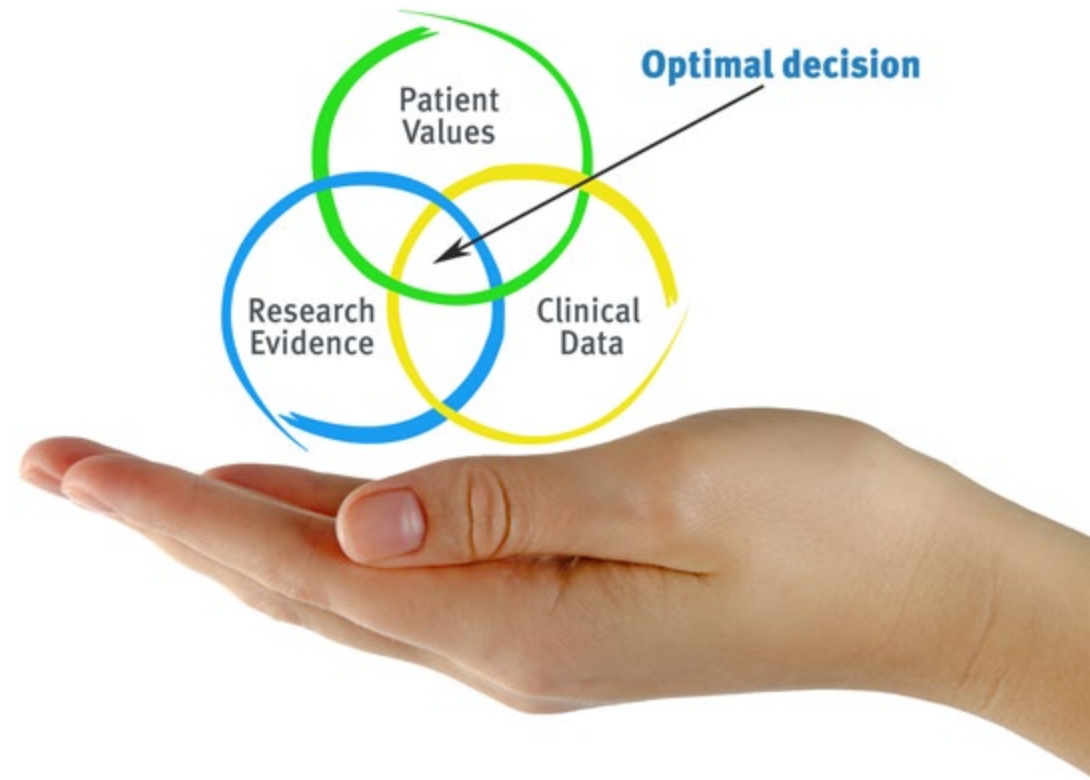 Optimal decision
Patient
Values
Research
Evidence
Clinical
Data